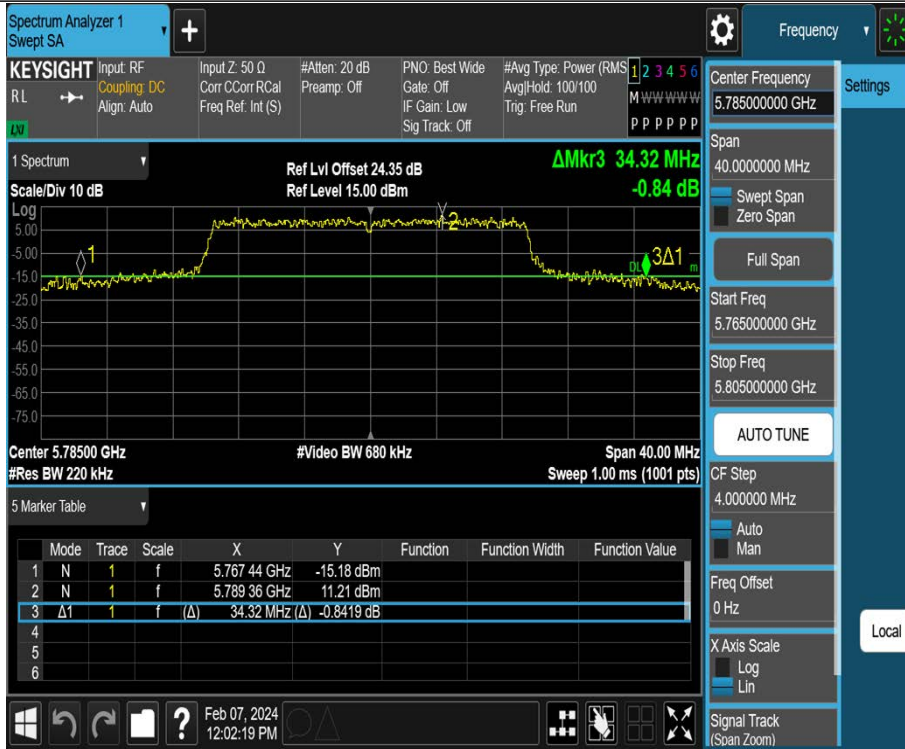 Spectrum Analyzer 1
Swept SA
+
Frequency
KEYSIGHT
RL
LXI
Input: RF
Coupling: DC
Align: Auto
Input Z: 50 Ω
Corr CCorr RCal
Freq Ref: Int (S)
#Atten: 20 dB
Preamp: Off
PNO: Best Wide
Gate: Off
IF Gain: Low
Sig Track: Off
#Avg Type: Power (RMS
Avg|Hold: 100/100
Trig: Free Run
1 2 3 4 5 6
M W W W W W
P P P P P P
1 Spectrum
Scale/Div 10 dB
Ref Lvl Offset 24.35 dB
Ref Level 15.00 dBm
ΔMkr3 34.32 MHz
-0.84 dB
Log
5.00
-5.00
-15.0
-25.0
-35.0
-45.0
-55.0
-65.0
-75.0
1
2
3Δ1
DL
m
Center 5.78500 GHz
#Video BW 680 kHz
Span 40.00 MHz
#Res BW 220 kHz
Sweep 1.00 ms (1001 pts)
5 Marker Table
Mode Trace Scale X Y Function Function Width Function Value
1 N 1 f 5.767 44 GHz -15.18 dBm
2 N 1 f 5.789 36 GHz 11.21 dBm
3 Δ1 1 f (Δ) 34.32 MHz (Δ) -0.8419 dB
4
5
6
?
Feb 07, 2024
12:02:19 PM
Center Frequency
5.785000000 GHz
Span
40.0000000 MHz
Swept Span
Zero Span
Full Span
Start Freq
5.765000000 GHz
Stop Freq
5.805000000 GHz
AUTO TUNE
CF Step
4.000000 MHz
Auto
Man
Freq Offset
0 Hz
X Axis Scale
Log
Lin
Signal Track
(Span Zoom)
Settings
Local